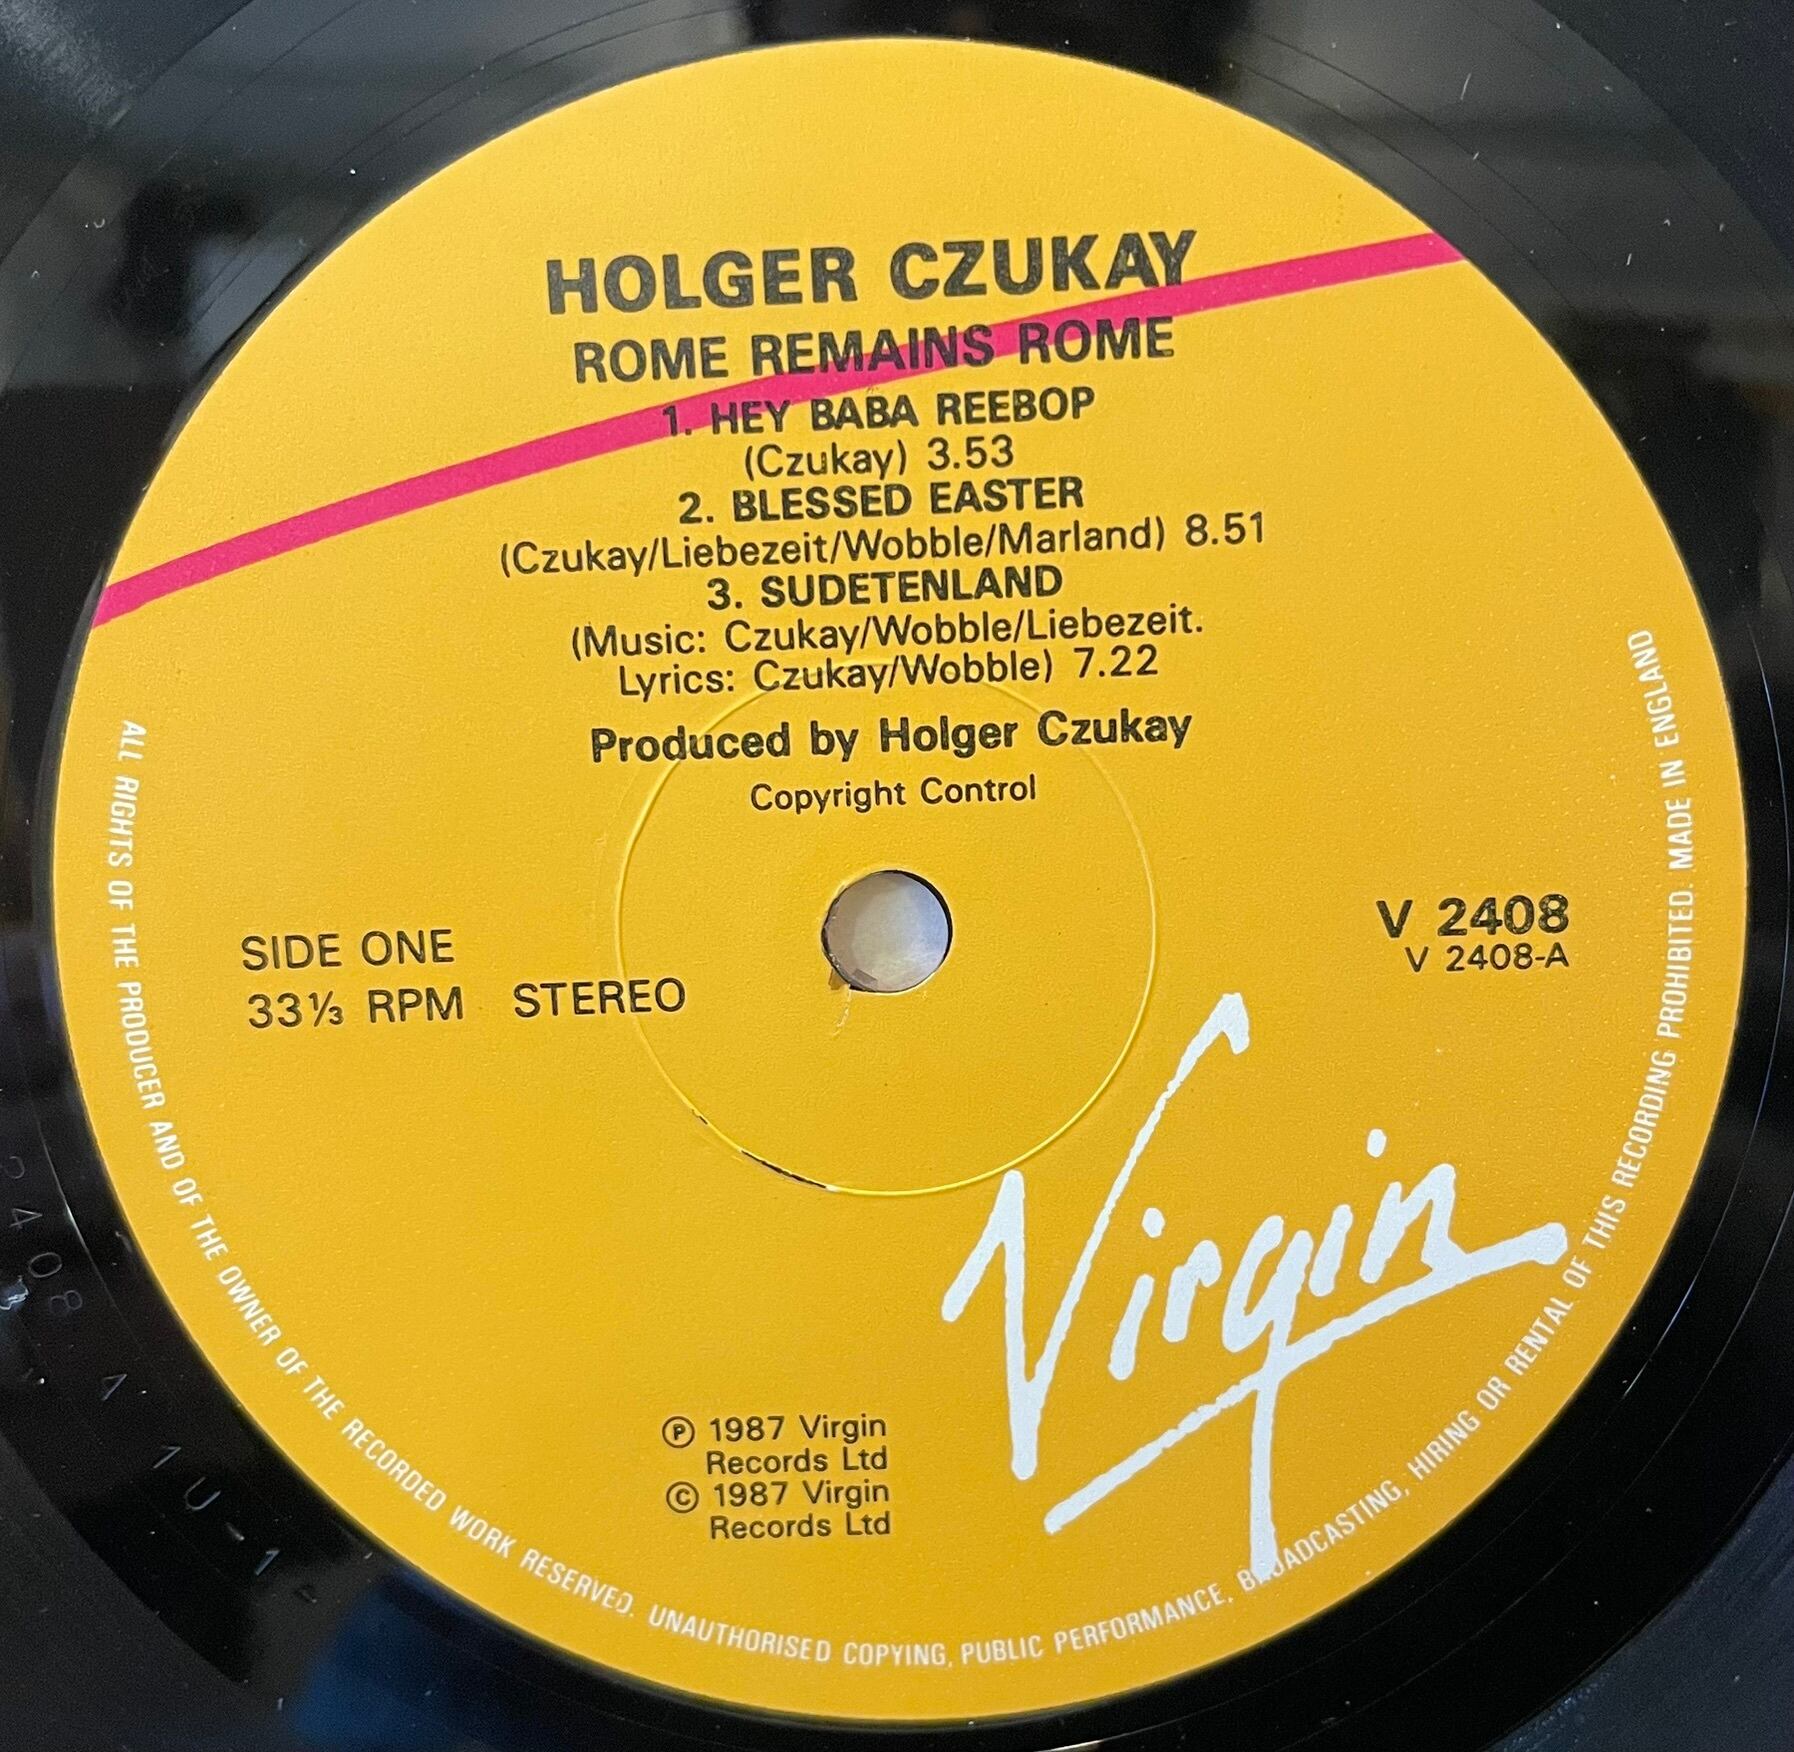 HOLGER CZUKAY
ROME REMAINS ROME
1. HEY BABA REEBOP
(Czukay) 3.53
2. BLESSED EASTER
(Czukay/Liebezeit/Wobble/Marland) 8.51
3. SUDETENLAND
(Music: Czukay/Wobble/Liebezeit.
Lyrics: Czukay/Wobble) 7.22
Produced by Holger Czukay
Copyright Control
SIDE ONE
33⅓ RPM STEREO
V 2408
V 2408-A
Virgin
Ⓟ 1987 Virgin
Records Ltd
© 1987 Virgin
Records Ltd
ALL RIGHTS OF THE PRODUCER AND OF THE OWNER OF THE RECORDED WORK RESERVED. UNAUTHORISED COPYING, PUBLIC PERFORMANCE, BROADCASTING, HIRING OR RENTAL OF THIS RECORDING PROHIBITED. MADE IN ENGLAND